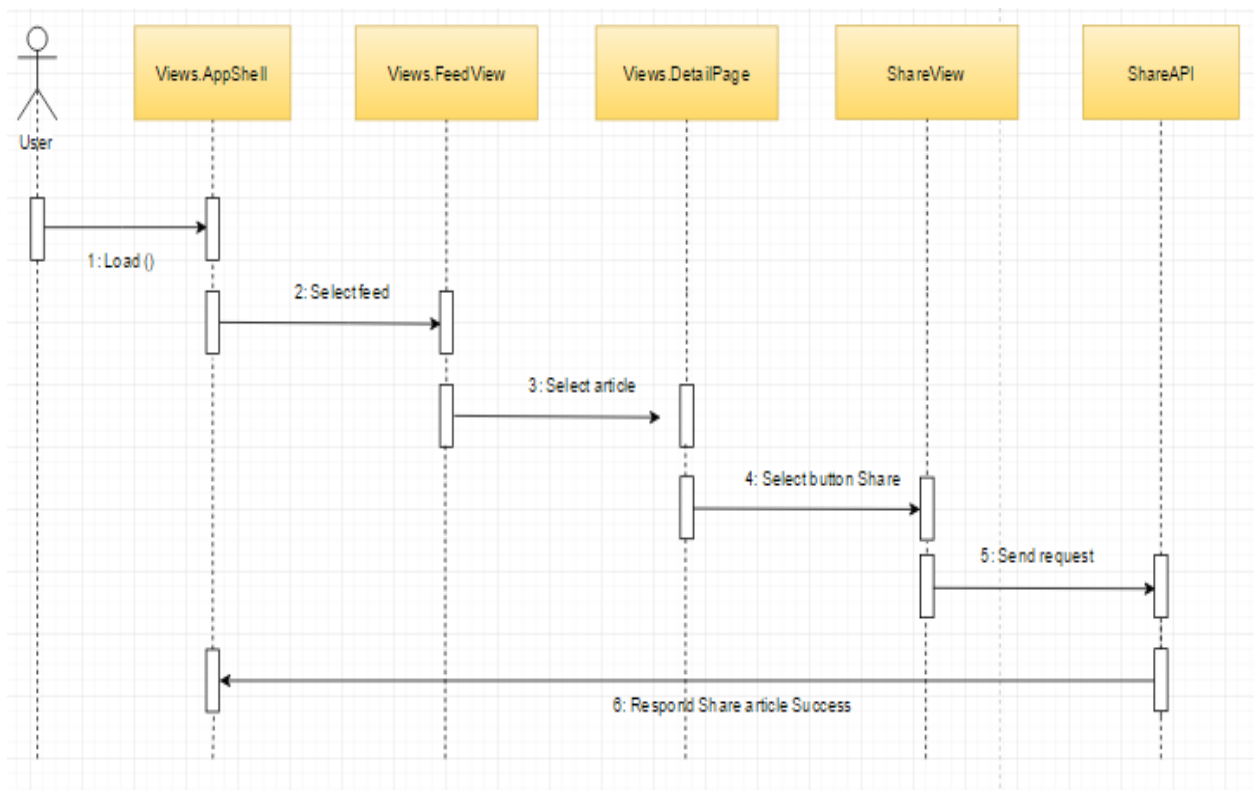 Views.AppShell
Views.FeedView
Views.DetailPage
ShareView
ShareAPI
User
1: Load ()
2: Select feed
3: Select article
4: Select button Share
5: Send request
6: Respond Share article Success